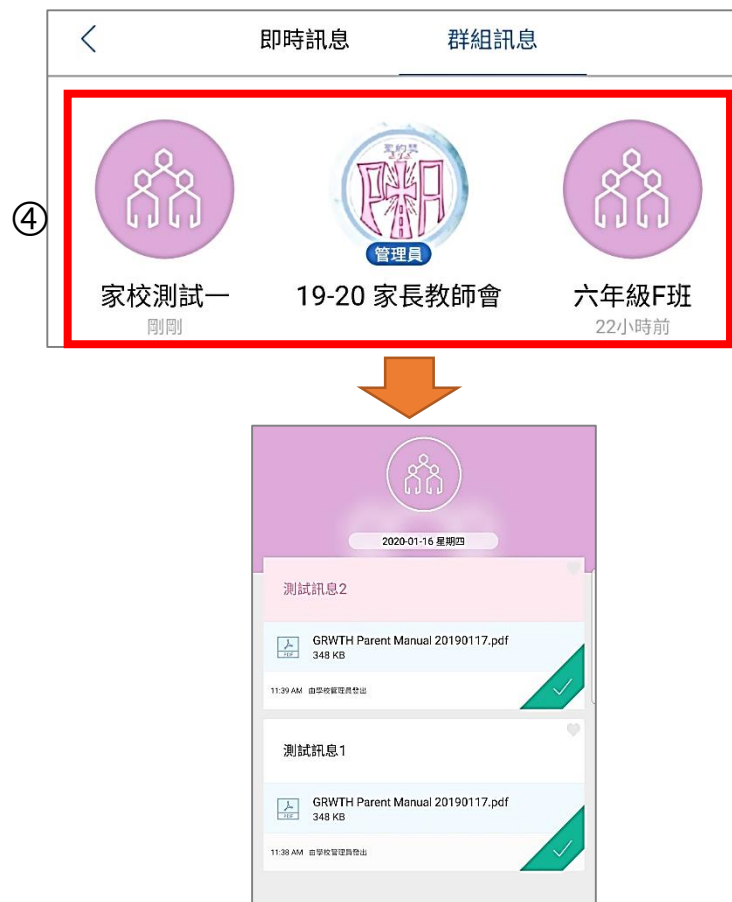 即時訊息 群組訊息
④
管理員
家校測試一 19-20 家長教師會 六年級F班
剛剛 22小時前
2020-01-16 星期四
測試訊息2
PDF
GRWTH Parent Manual 20190117.pdf
348 KB
11:39 AM 由學校管理員發出
測試訊息1
PDF
GRWTH Parent Manual 20190117.pdf
348 KB
11:38 AM 由學校管理員發出